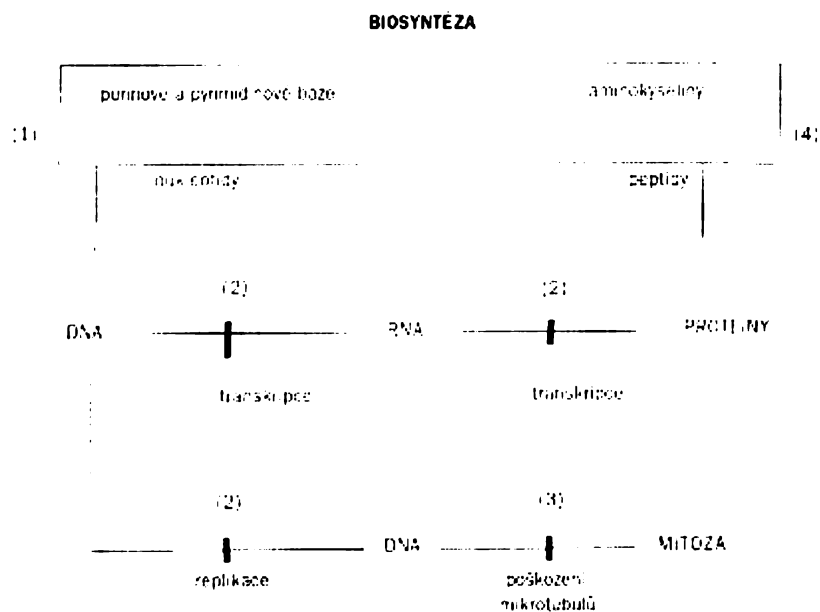 BIOSYNTÉZA
purinové a pyrimidinové báze
aminokyseliny
(1)
(4)
nukleotidy
peptidy
(2)
(2)
DNA
RNA
PROTEINY
transkripce
transkripce
(2)
(3)
DNA
MITÓZA
replikace
poškození
mikrotubulů